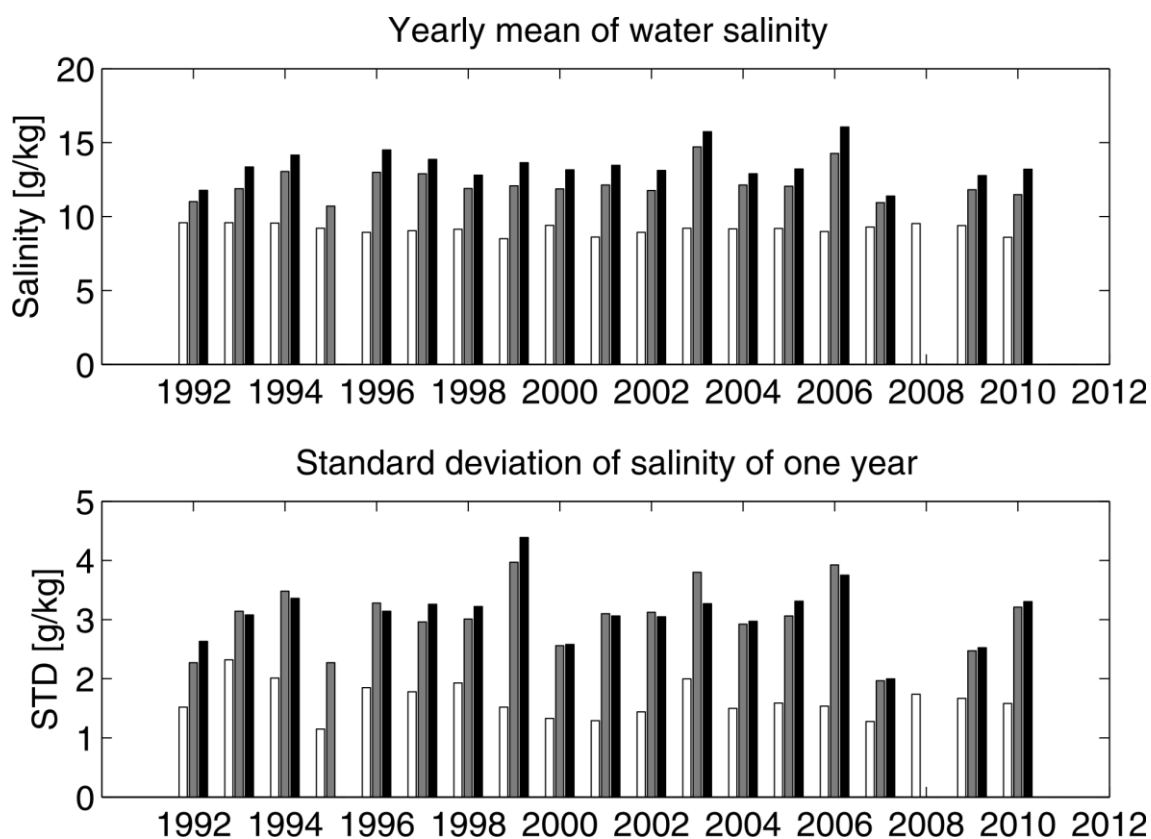 Yearly mean of water salinity
Salinity [g/kg]
20
15
10
5
0
1992 1994 1996 1998 2000 2002 2004 2006 2008 2010 2012
Standard deviation of salinity of one year
STD [g/kg]
5
4
3
2
1
0
1992 1994 1996 1998 2000 2002 2004 2006 2008 2010 2012